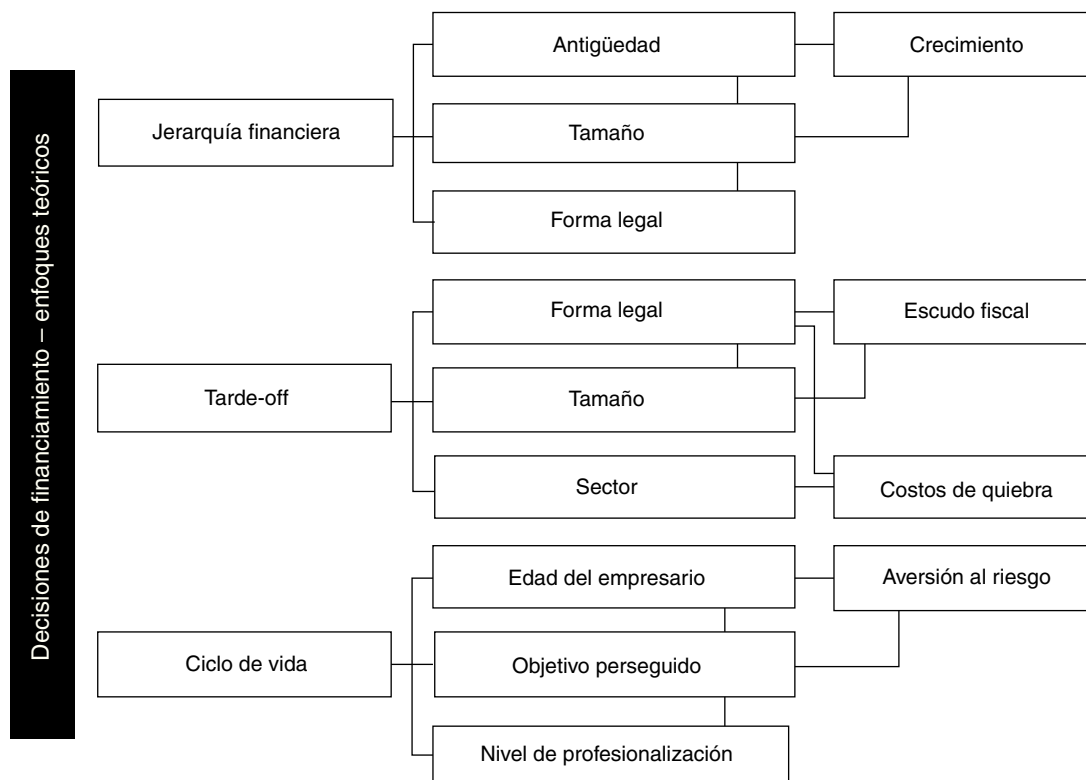 Decisiones de financiamiento – enfoques teóricos
Jerarquía financiera
Antigüedad
Crecimiento
Tamaño
Forma legal
Tarde-off
Forma legal
Escudo fiscal
Tamaño
Sector
Costos de quiebra
Ciclo de vida
Edad del empresario
Aversión al riesgo
Objetivo perseguido
Nivel de profesionalización